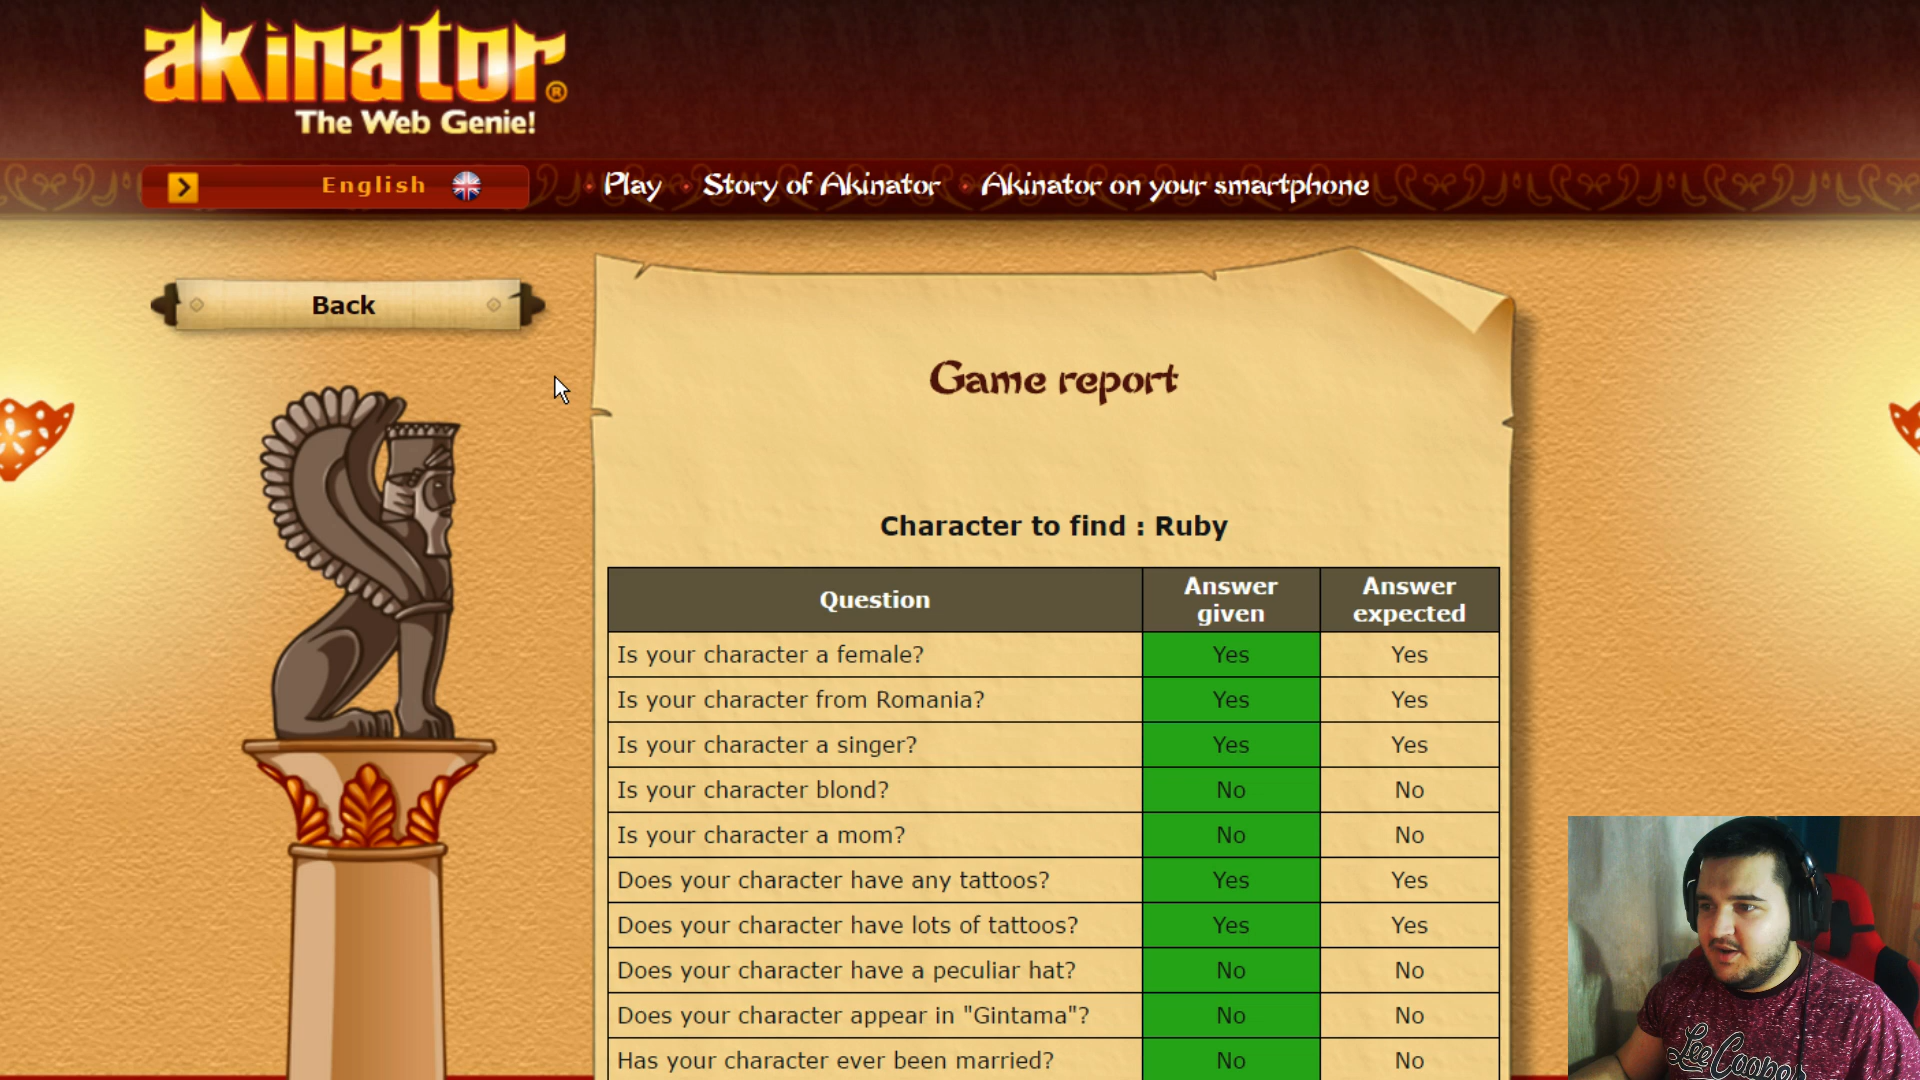 akinator®
The Web Genie!
English
Play
Story of Akinator
Akinator on your smartphone
Back
Game report
Character to find : Ruby
Question Answer given Answer expected
Is your character a female? Yes Yes
Is your character from Romania? Yes Yes
Is your character a singer? Yes Yes
Is your character blond? No No
Is your character a mom? No No
Does your character have any tattoos? Yes Yes
Does your character have lots of tattoos? Yes Yes
Does your character have a peculiar hat? No No
Does your character appear in "Gintama"? No No
Has your character ever been married? No No
Lee Cooper